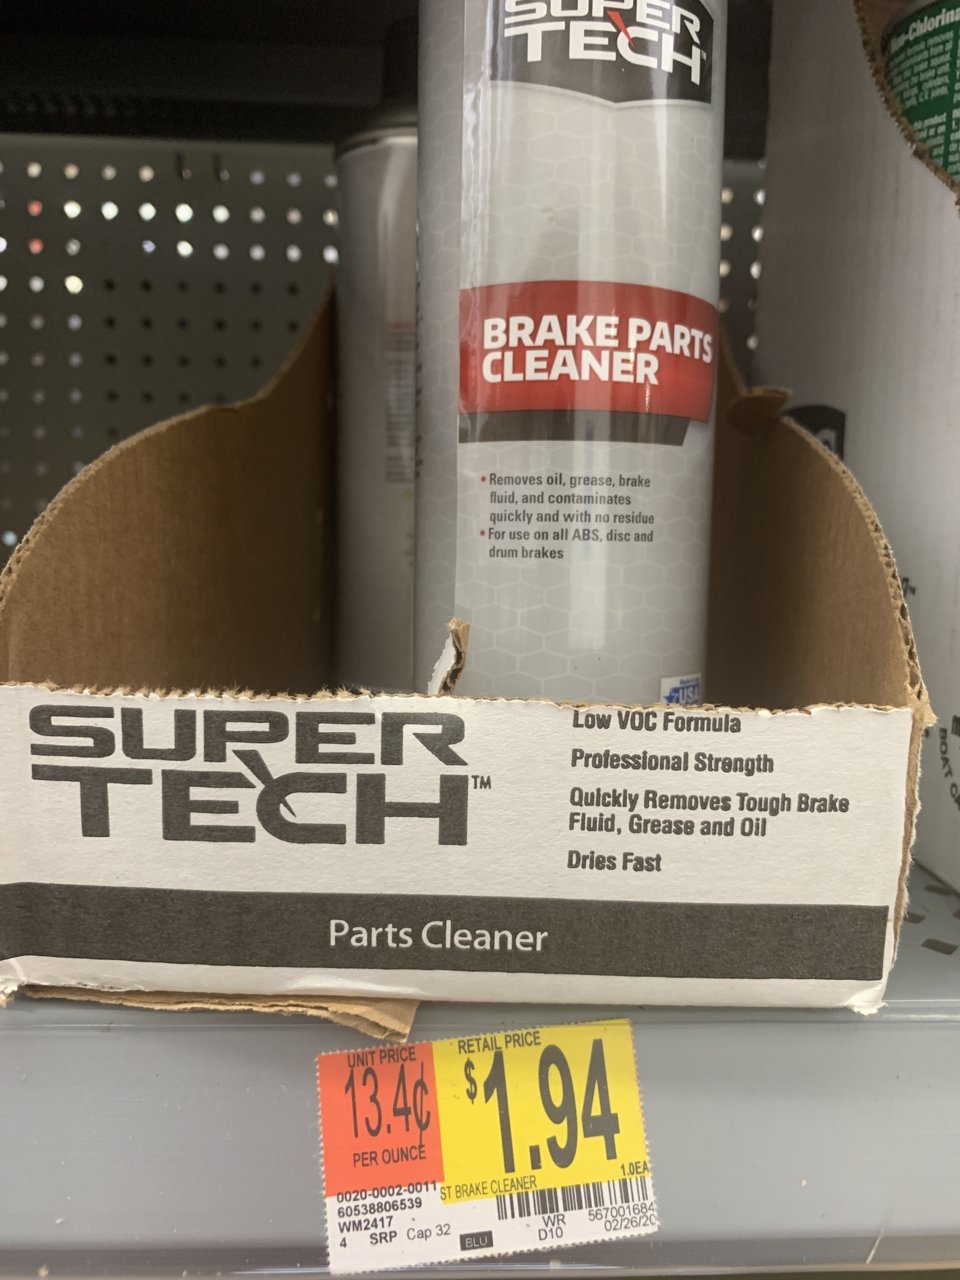 SUPER
TECH
BRAKE PARTS
CLEANER
• Removes oil, grease, brake
fluid, and contaminates
quickly and with no residue
• For use on all ABS, disc and
drum brakes
USA
SUPER
TECH™
Low VOC Formula
Professional Strength
Quickly Removes Tough Brake
Fluid, Grease and Oil
Dries Fast
Parts Cleaner
UNIT PRICE
13.4¢
PER OUNCE
RETAIL PRICE
$1.94
1.0EA
ST BRAKE CLEANER
0020-0002-0011
60538806539
WM2417
4 SRP Cap 32 BLU
WR
D10
567001684
02/26/20
BOAT